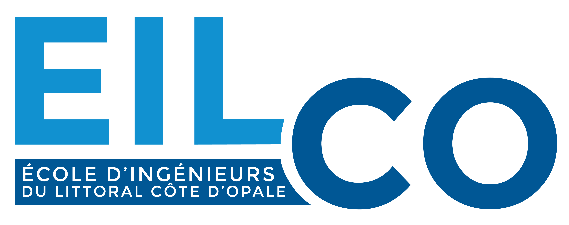 EILCO
ÉCOLE D'INGÉNIEURS
DU LITTORAL CÔTE D'OPALE